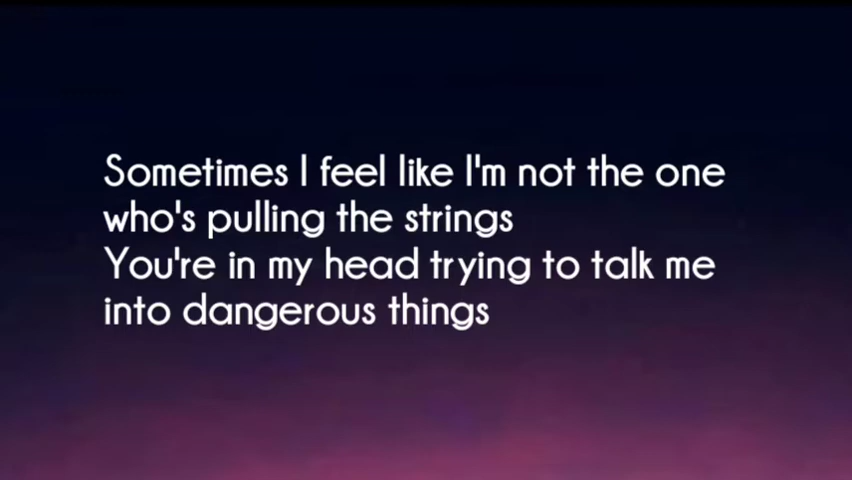 Sometimes I feel like I'm not the one
who's pulling the strings
You're in my head trying to talk me
into dangerous things